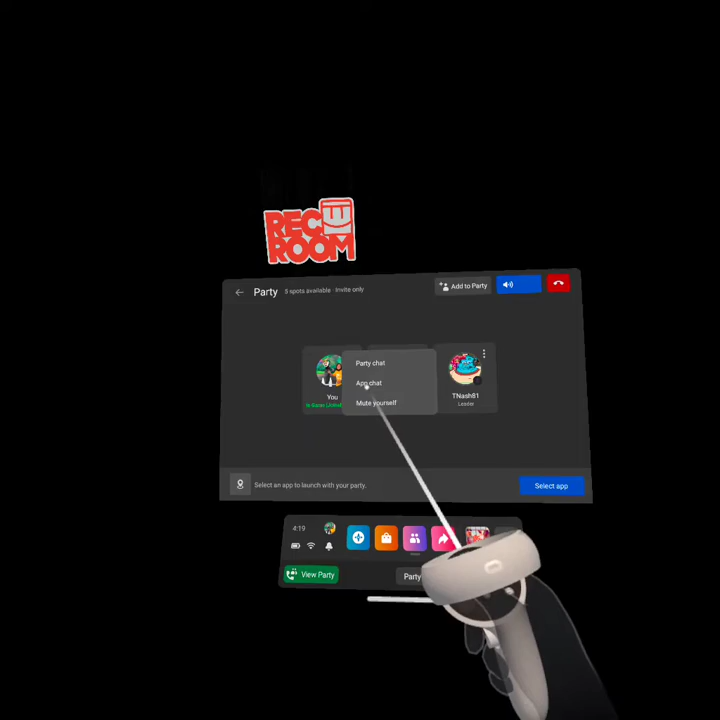 REC
ROOM
Party
5 spots available · Invite only
Add to Party
Party chat
App chat
Mute yourself
You
TNash81
Leader
Select an app to launch with your party.
Select app
4:19
View Party
Party